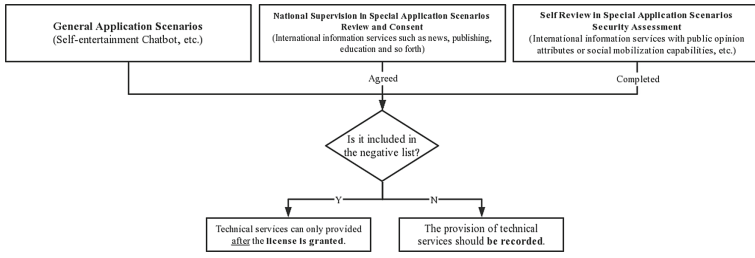 General Application Scenarios
(Self-entertainment Chatbot, etc.)
National Supervision in Special Application Scenarios
Review and Consent
(International information services such as news, publishing,
education and so forth)
Self Review in Special Application Scenarios
Security Assessment
(International information services with public opinion
attributes or social mobilization capabilities, etc.)
Agreed
Completed
Is it included in
the negative list?
Y
N
Technical services can only provided
after the license is granted.
The provision of technical
services should be recorded.